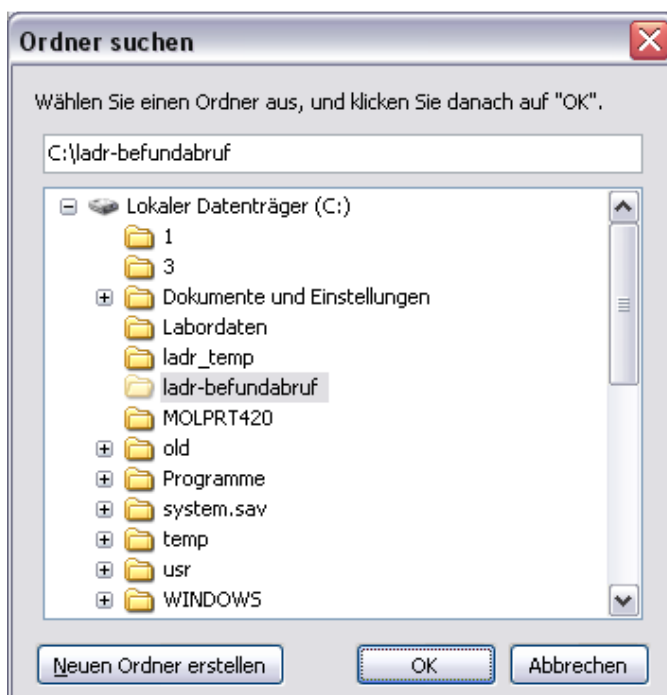 Ordner suchen
Wählen Sie einen Ordner aus, und klicken Sie danach auf "OK".
C:\ladr-befundabruf
Lokaler Datenträger (C:)
1
3
Dokumente und Einstellungen
Labordaten
ladr_temp
ladr-befundabruf
MOLPRT420
old
Programme
system.sav
temp
usr
WINDOWS
Neuen Ordner erstellen OK Abbrechen